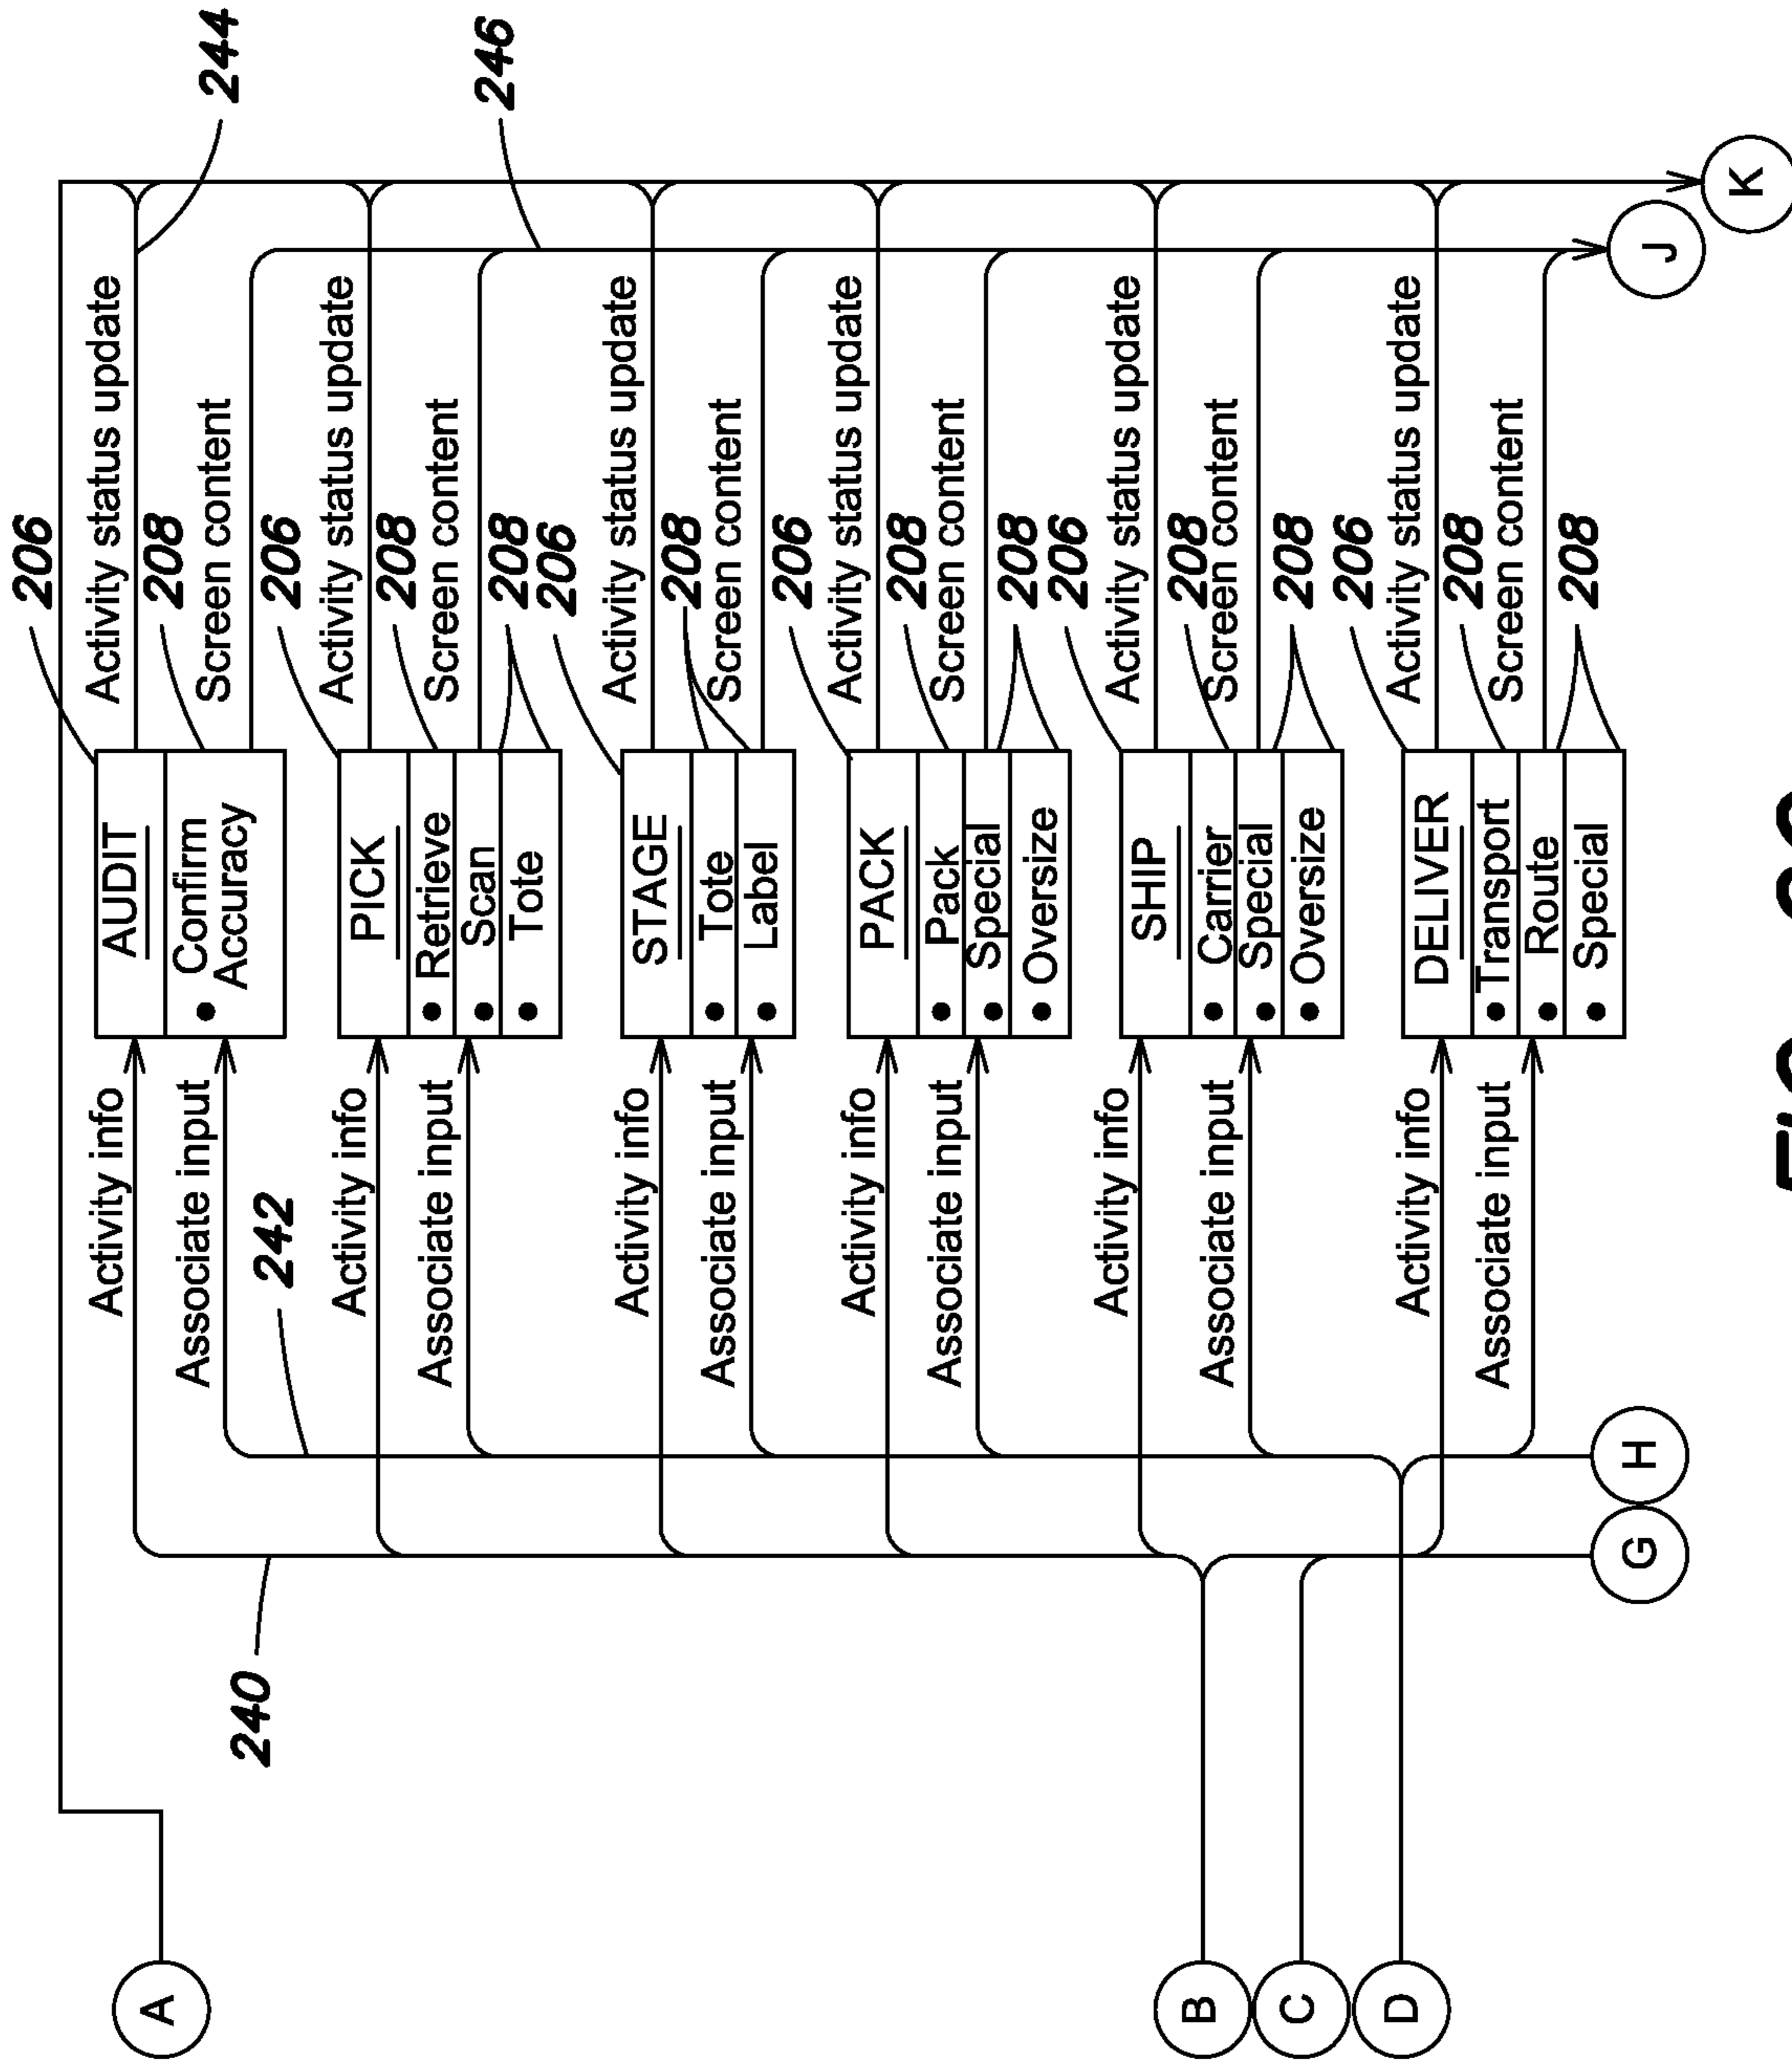 206
Activity info
AUDIT
Activity status update
A
Confirm
208
244
Associate input
• Accuracy
Screen content
240
242
206
Activity info
PICK
Activity status update
• Retrieve
208
Associate input
Screen content
• Scan
246
• Tote
208
206
Activity info
STAGE
Activity status update
• Tote
208
Associate input
Screen content
• Label
206
Activity info
PACK
Activity status update
• Pack
208
Associate input
Screen content
• Special
• Oversize
208
206
Activity info
SHIP
Activity status update
B
• Carrier
208
Associate input
Screen content
• Special
C
• Oversize
208
206
D
Activity info
DELIVER
Activity status update
• Transport
208
Associate input
Screen content
• Route
• Special
208
G
H
J
K